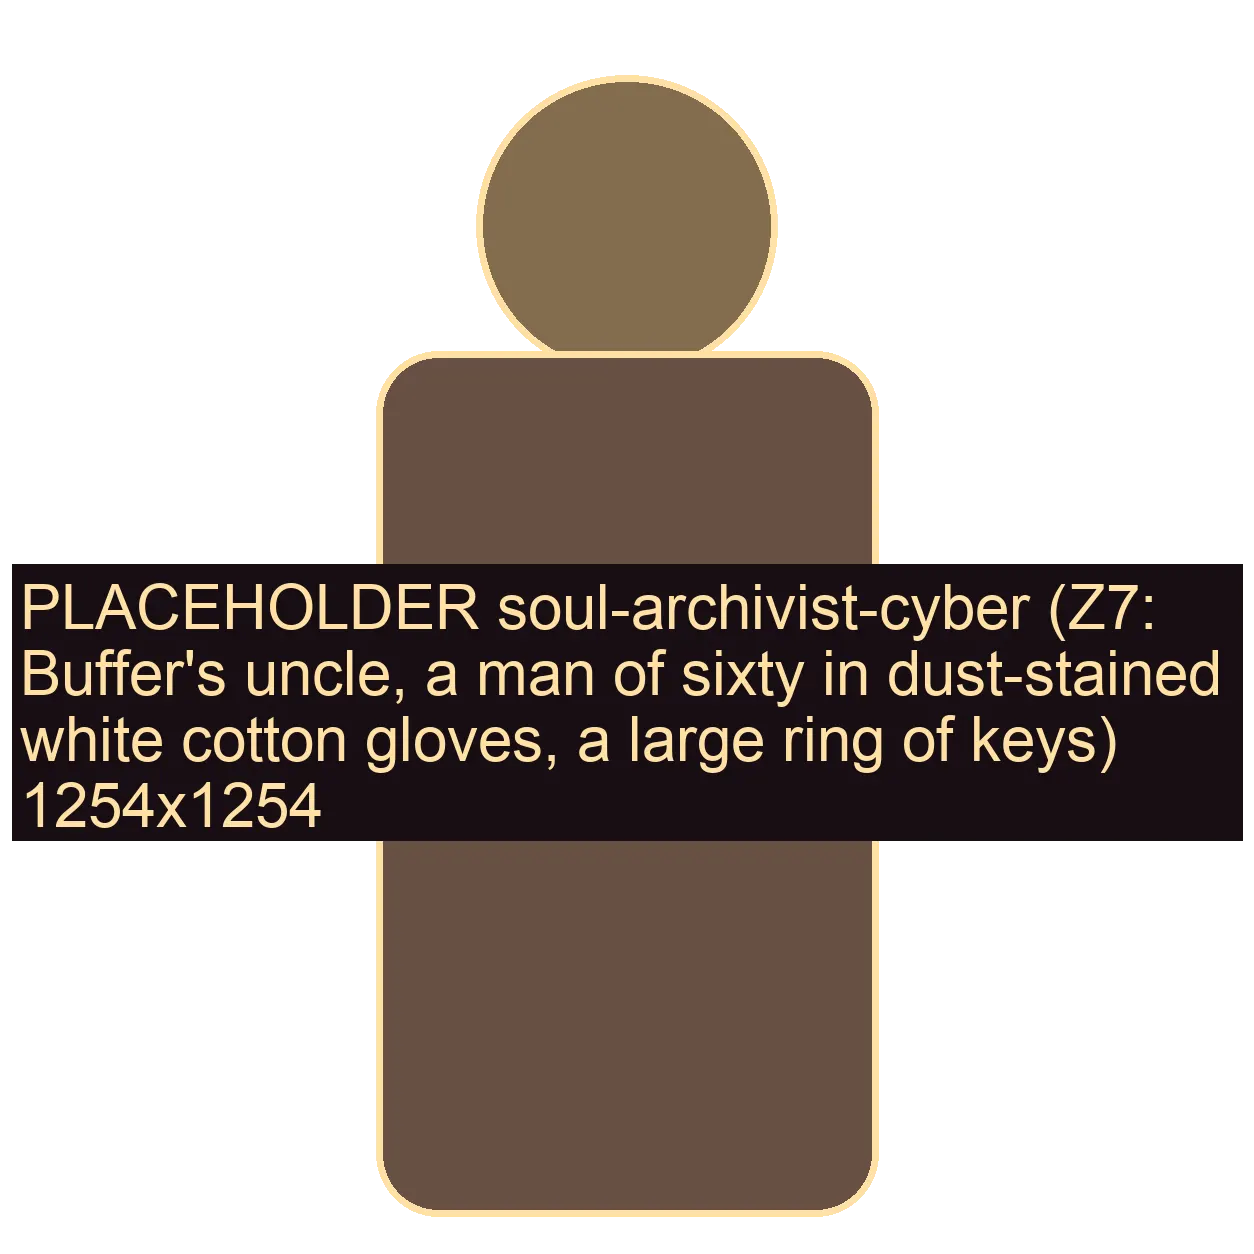 PLACEHOLDER soul-archivist-cyber (Z7:
Buffer's uncle, a man of sixty in dust-stained
white cotton gloves, a large ring of keys)
1254x1254